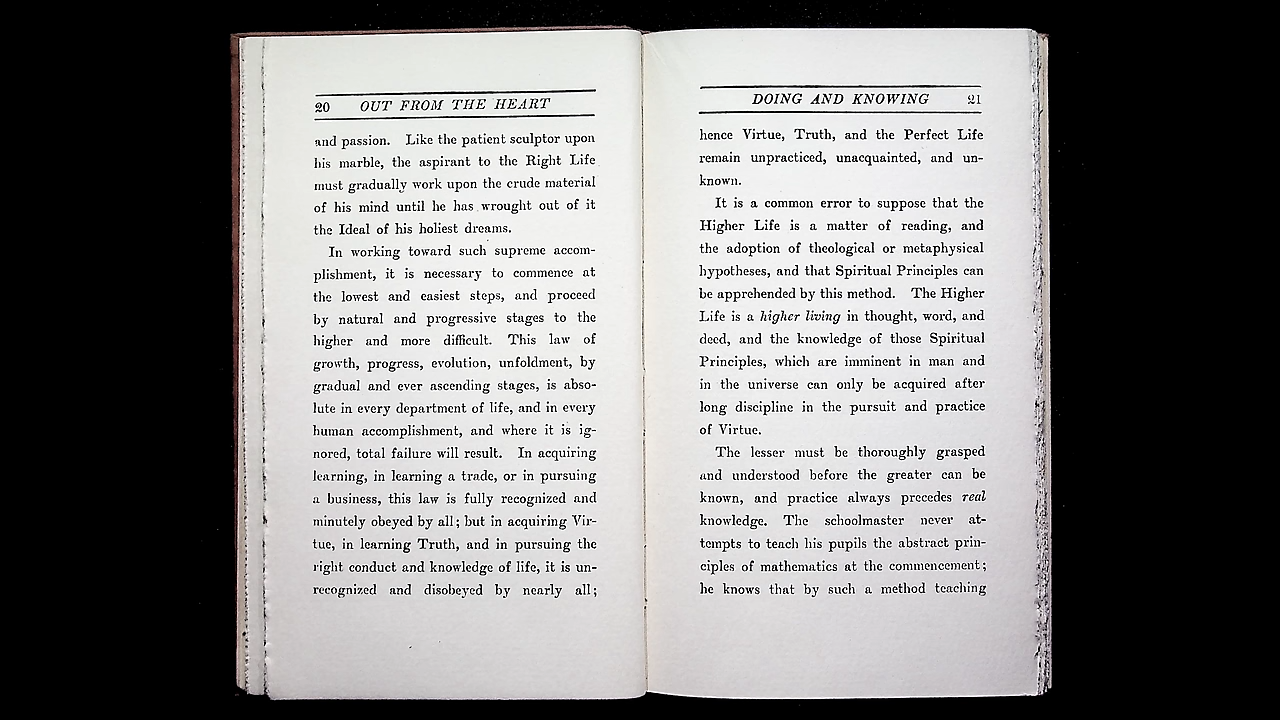 20 OUT FROM THE HEART
and passion. Like the patient sculptor upon
his marble, the aspirant to the Right Life
must gradually work upon the crude material
of his mind until he has wrought out of it
the Ideal of his holiest dreams.
In working toward such supreme accom-
plishment, it is necessary to commence at
the lowest and easiest steps, and proceed
by natural and progressive stages to the
higher and more difficult. This law of
growth, progress, evolution, unfoldment, by
gradual and ever ascending stages, is abso-
lute in every department of life, and in every
human accomplishment, and where it is ig-
nored, total failure will result. In acquiring
learning, in learning a trade, or in pursuing
a business, this law is fully recognized and
minutely obeyed by all; but in acquiring Vir-
tue, in learning Truth, and in pursuing the
right conduct and knowledge of life, it is un-
recognized and disobeyed by nearly all;
DOING AND KNOWING 21
hence Virtue, Truth, and the Perfect Life
remain unpracticed, unacquainted, and un-
known.
It is a common error to suppose that the
Higher Life is a matter of reading, and
the adoption of theological or metaphysical
hypotheses, and that Spiritual Principles can
be apprehended by this method. The Higher
Life is a higher living in thought, word, and
deed, and the knowledge of those Spiritual
Principles, which are imminent in man and
in the universe can only be acquired after
long discipline in the pursuit and practice
of Virtue.
The lesser must be thoroughly grasped
and understood before the greater can be
known, and practice always precedes real
knowledge. The schoolmaster never at-
tempts to teach his pupils the abstract prin-
ciples of mathematics at the commencement;
he knows that by such a method teaching